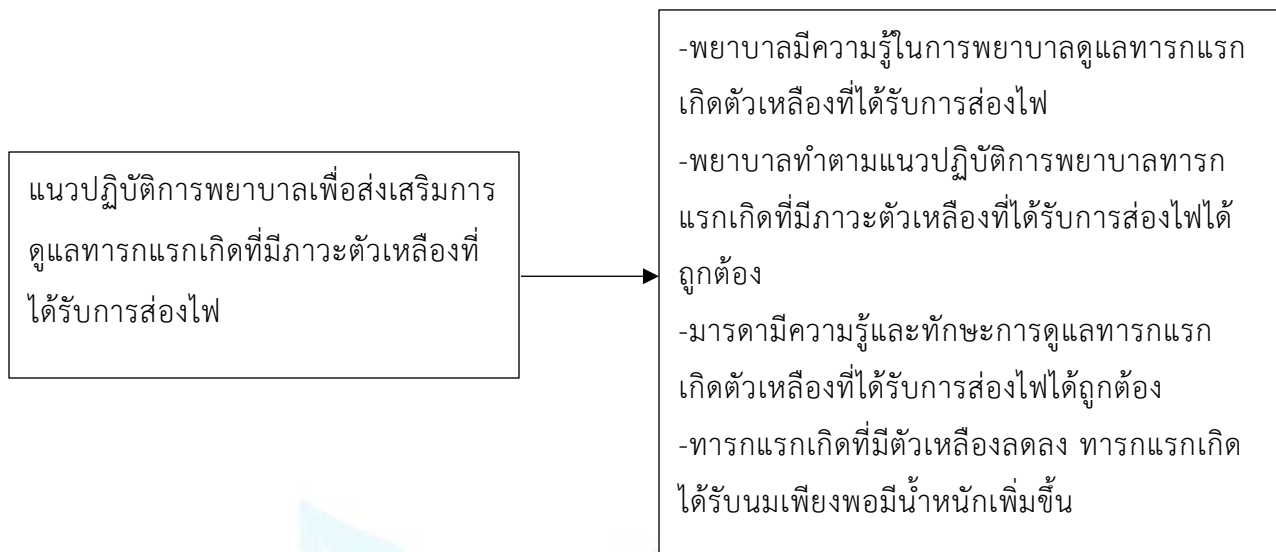 แนวปฏิบัติการพยาบาลเพื่อส่งเสริมการ
ดูแลทารกแรกเกิดที่มีภาวะตัวเหลืองที่
ได้รับการส่องไฟ
-พยาบาลมีความรู้ในการพยาบาลดูแลทารกแรก
เกิดตัวเหลืองที่ได้รับการส่องไฟ
-พยาบาลทำตามแนวปฏิบัติการพยาบาลทารก
แรกเกิดที่มีภาวะตัวเหลืองที่ได้รับการส่องไฟได้
ถูกต้อง
-มารดามีความรู้และทักษะการดูแลทารกแรก
เกิดตัวเหลืองที่ได้รับการส่องไฟได้ถูกต้อง
-ทารกแรกเกิดที่มีตัวเหลืองลดลง ทารกแรกเกิด
ได้รับนมเพียงพอมีน้ำหนักเพิ่มขึ้น